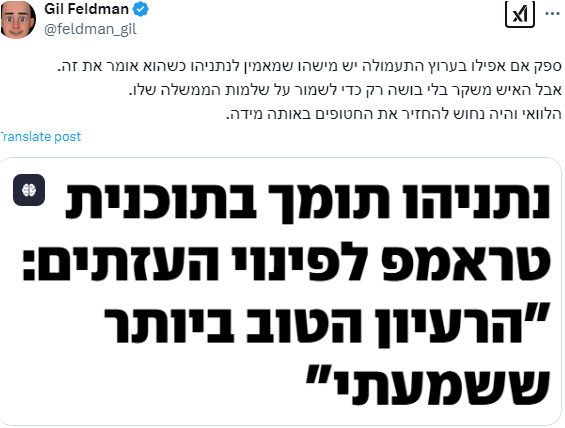 Gil Feldman
@feldman_gil
ספק אם אפילו בערוץ התעמולה יש מישהו שמאמין לנתניהו כשהוא אומר את זה.
אבל האיש משקר בלי בושה רק כדי לשמור על שלמות הממשלה שלו.
הלוואי והיה נחוש להחזיר את החטופים באותה מידה.
ranslate post
נתניהו תומך בתוכנית
טראמפ לפינוי העזתים:
"הרעיון הטוב ביותר
ששמעתי"